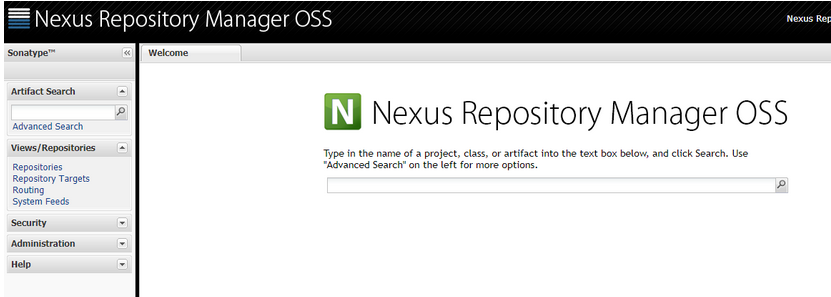 Nexus Repository Manager OSS
Nexus Rep
Sonatype™
Welcome
Artifact Search
Advanced Search
Views/Repositories
Repositories
Repository Targets
Routing
System Feeds
Security
Administration
Help
N Nexus Repository Manager OSS
Type in the name of a project, class, or artifact into the text box below, and click Search. Use
"Advanced Search" on the left for more options.